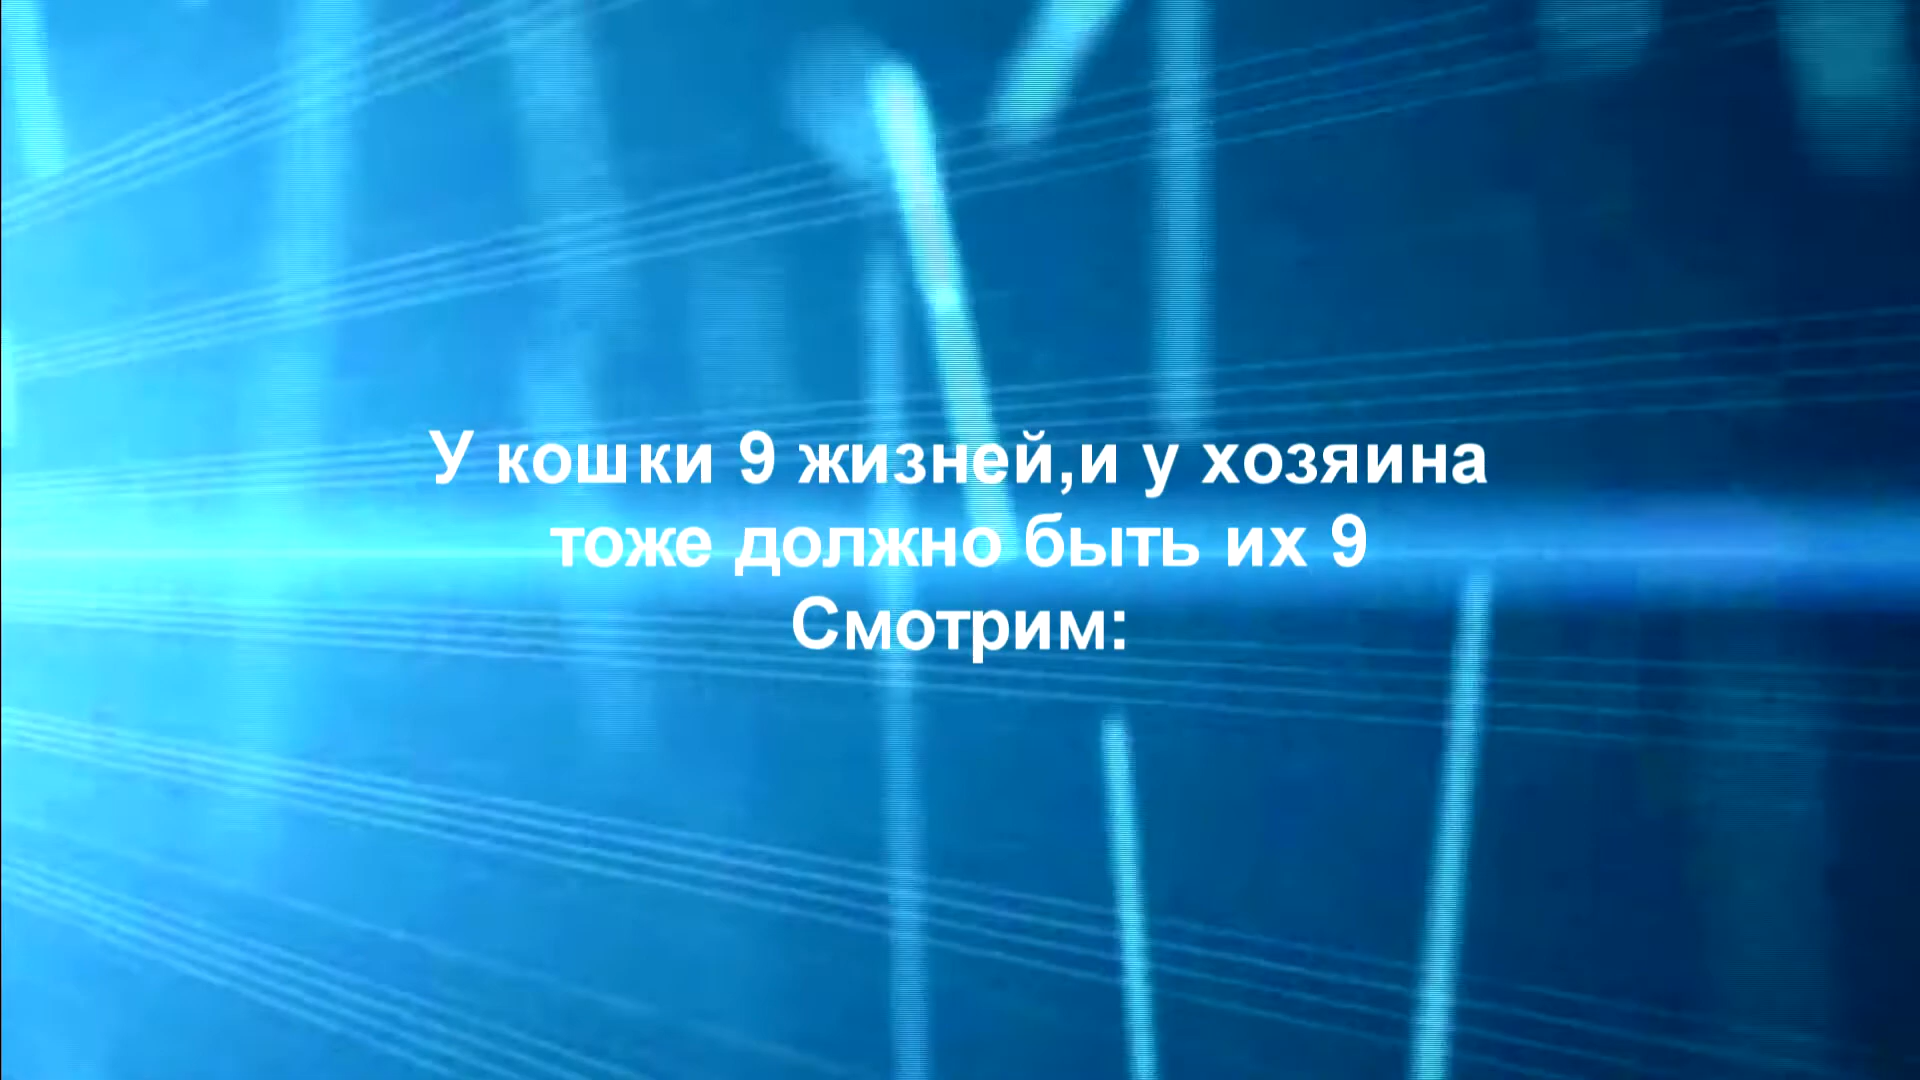 У кошки 9 жизней,и у хозяина
тоже должно быть их 9
Смотрим: